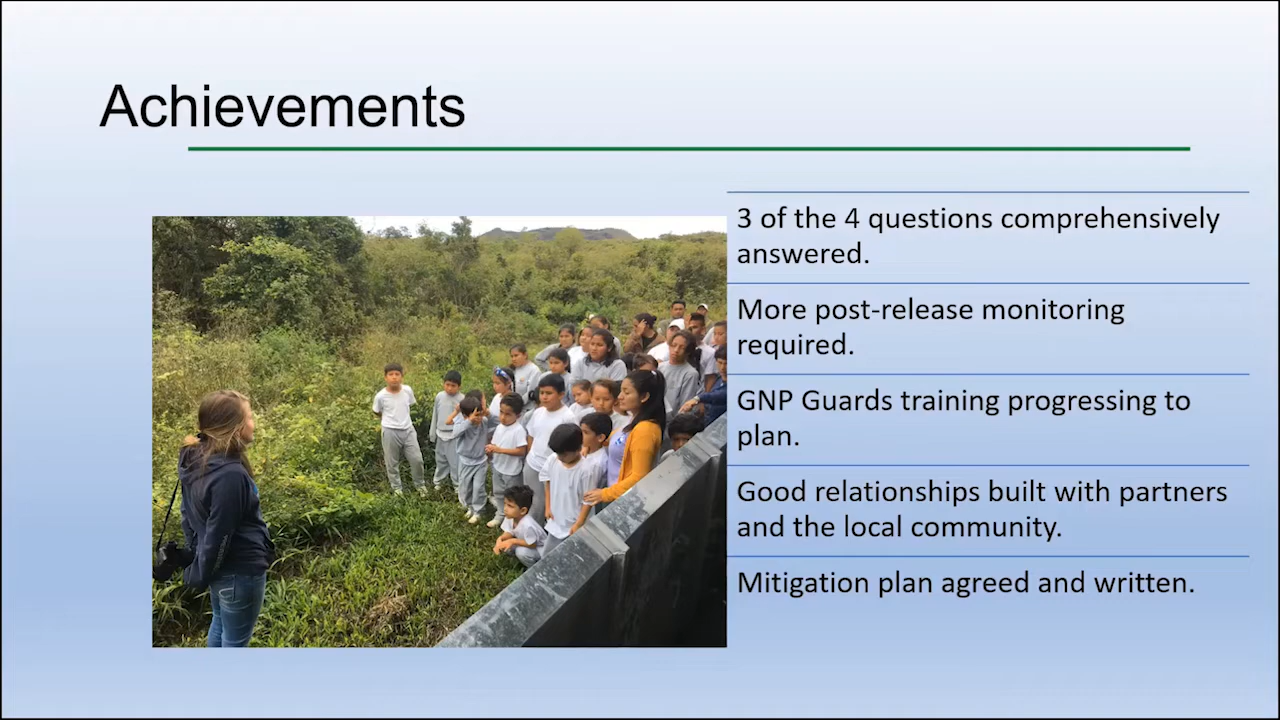 Achievements
3 of the 4 questions comprehensively
answered.
More post-release monitoring
required.
GNP Guards training progressing to
plan.
Good relationships built with partners
and the local community.
Mitigation plan agreed and written.